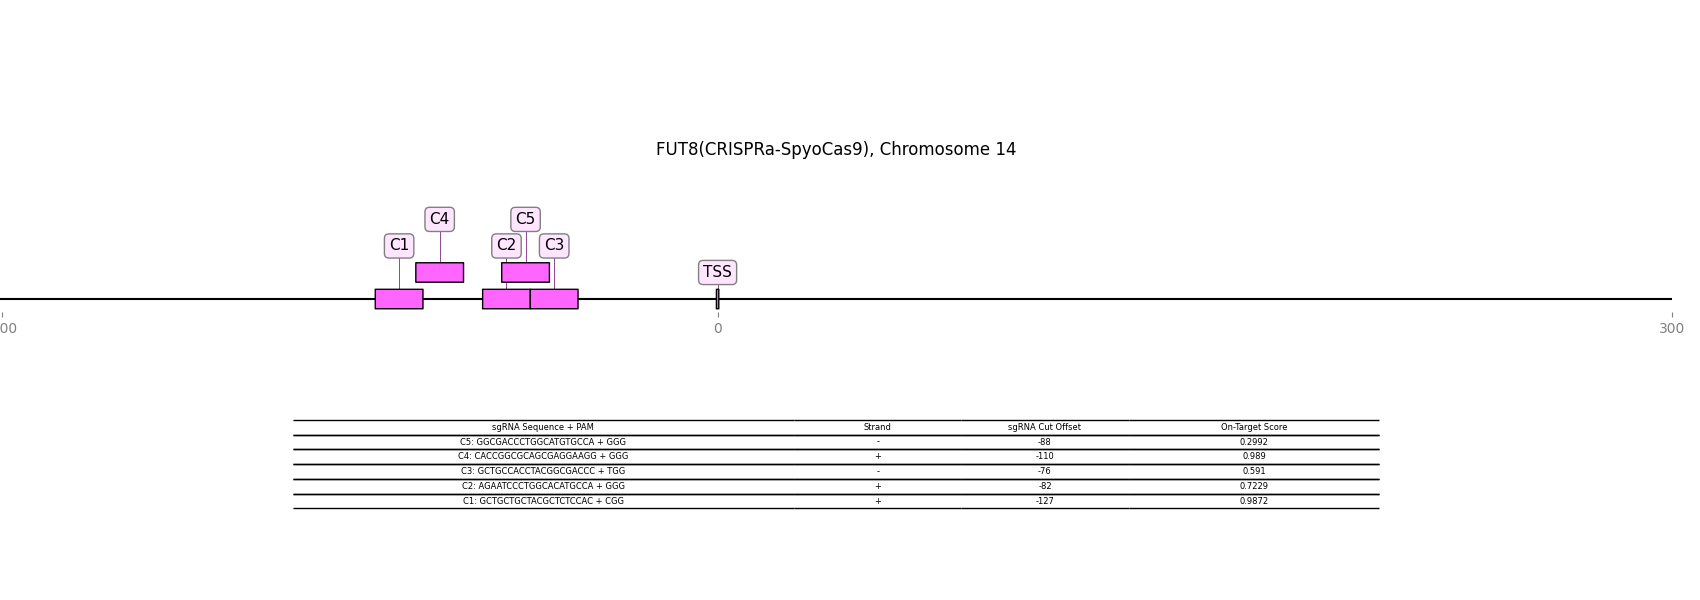 FUT8(CRISPRa-SpyoCas9), Chromosome 14
C4 C5
C1 C2 C3
TSS
00 0 300
sgRNA Sequence + PAM Strand sgRNA Cut Offset On-Target Score
C5: GGCGACCCTGGCATGTGCCA + GGG - -88 0.2992
C4: CACCGGCGCAGCGAGGAAGG + GGG + -110 0.989
C3: GCTGCCACCTACGGCGACCC + TGG - -76 0.591
C2: AGAATCCCTGGCACATGCCA + GGG + -82 0.7229
C1: GCTGCTGCTACGCTCTCCAC + CGG + -127 0.9872